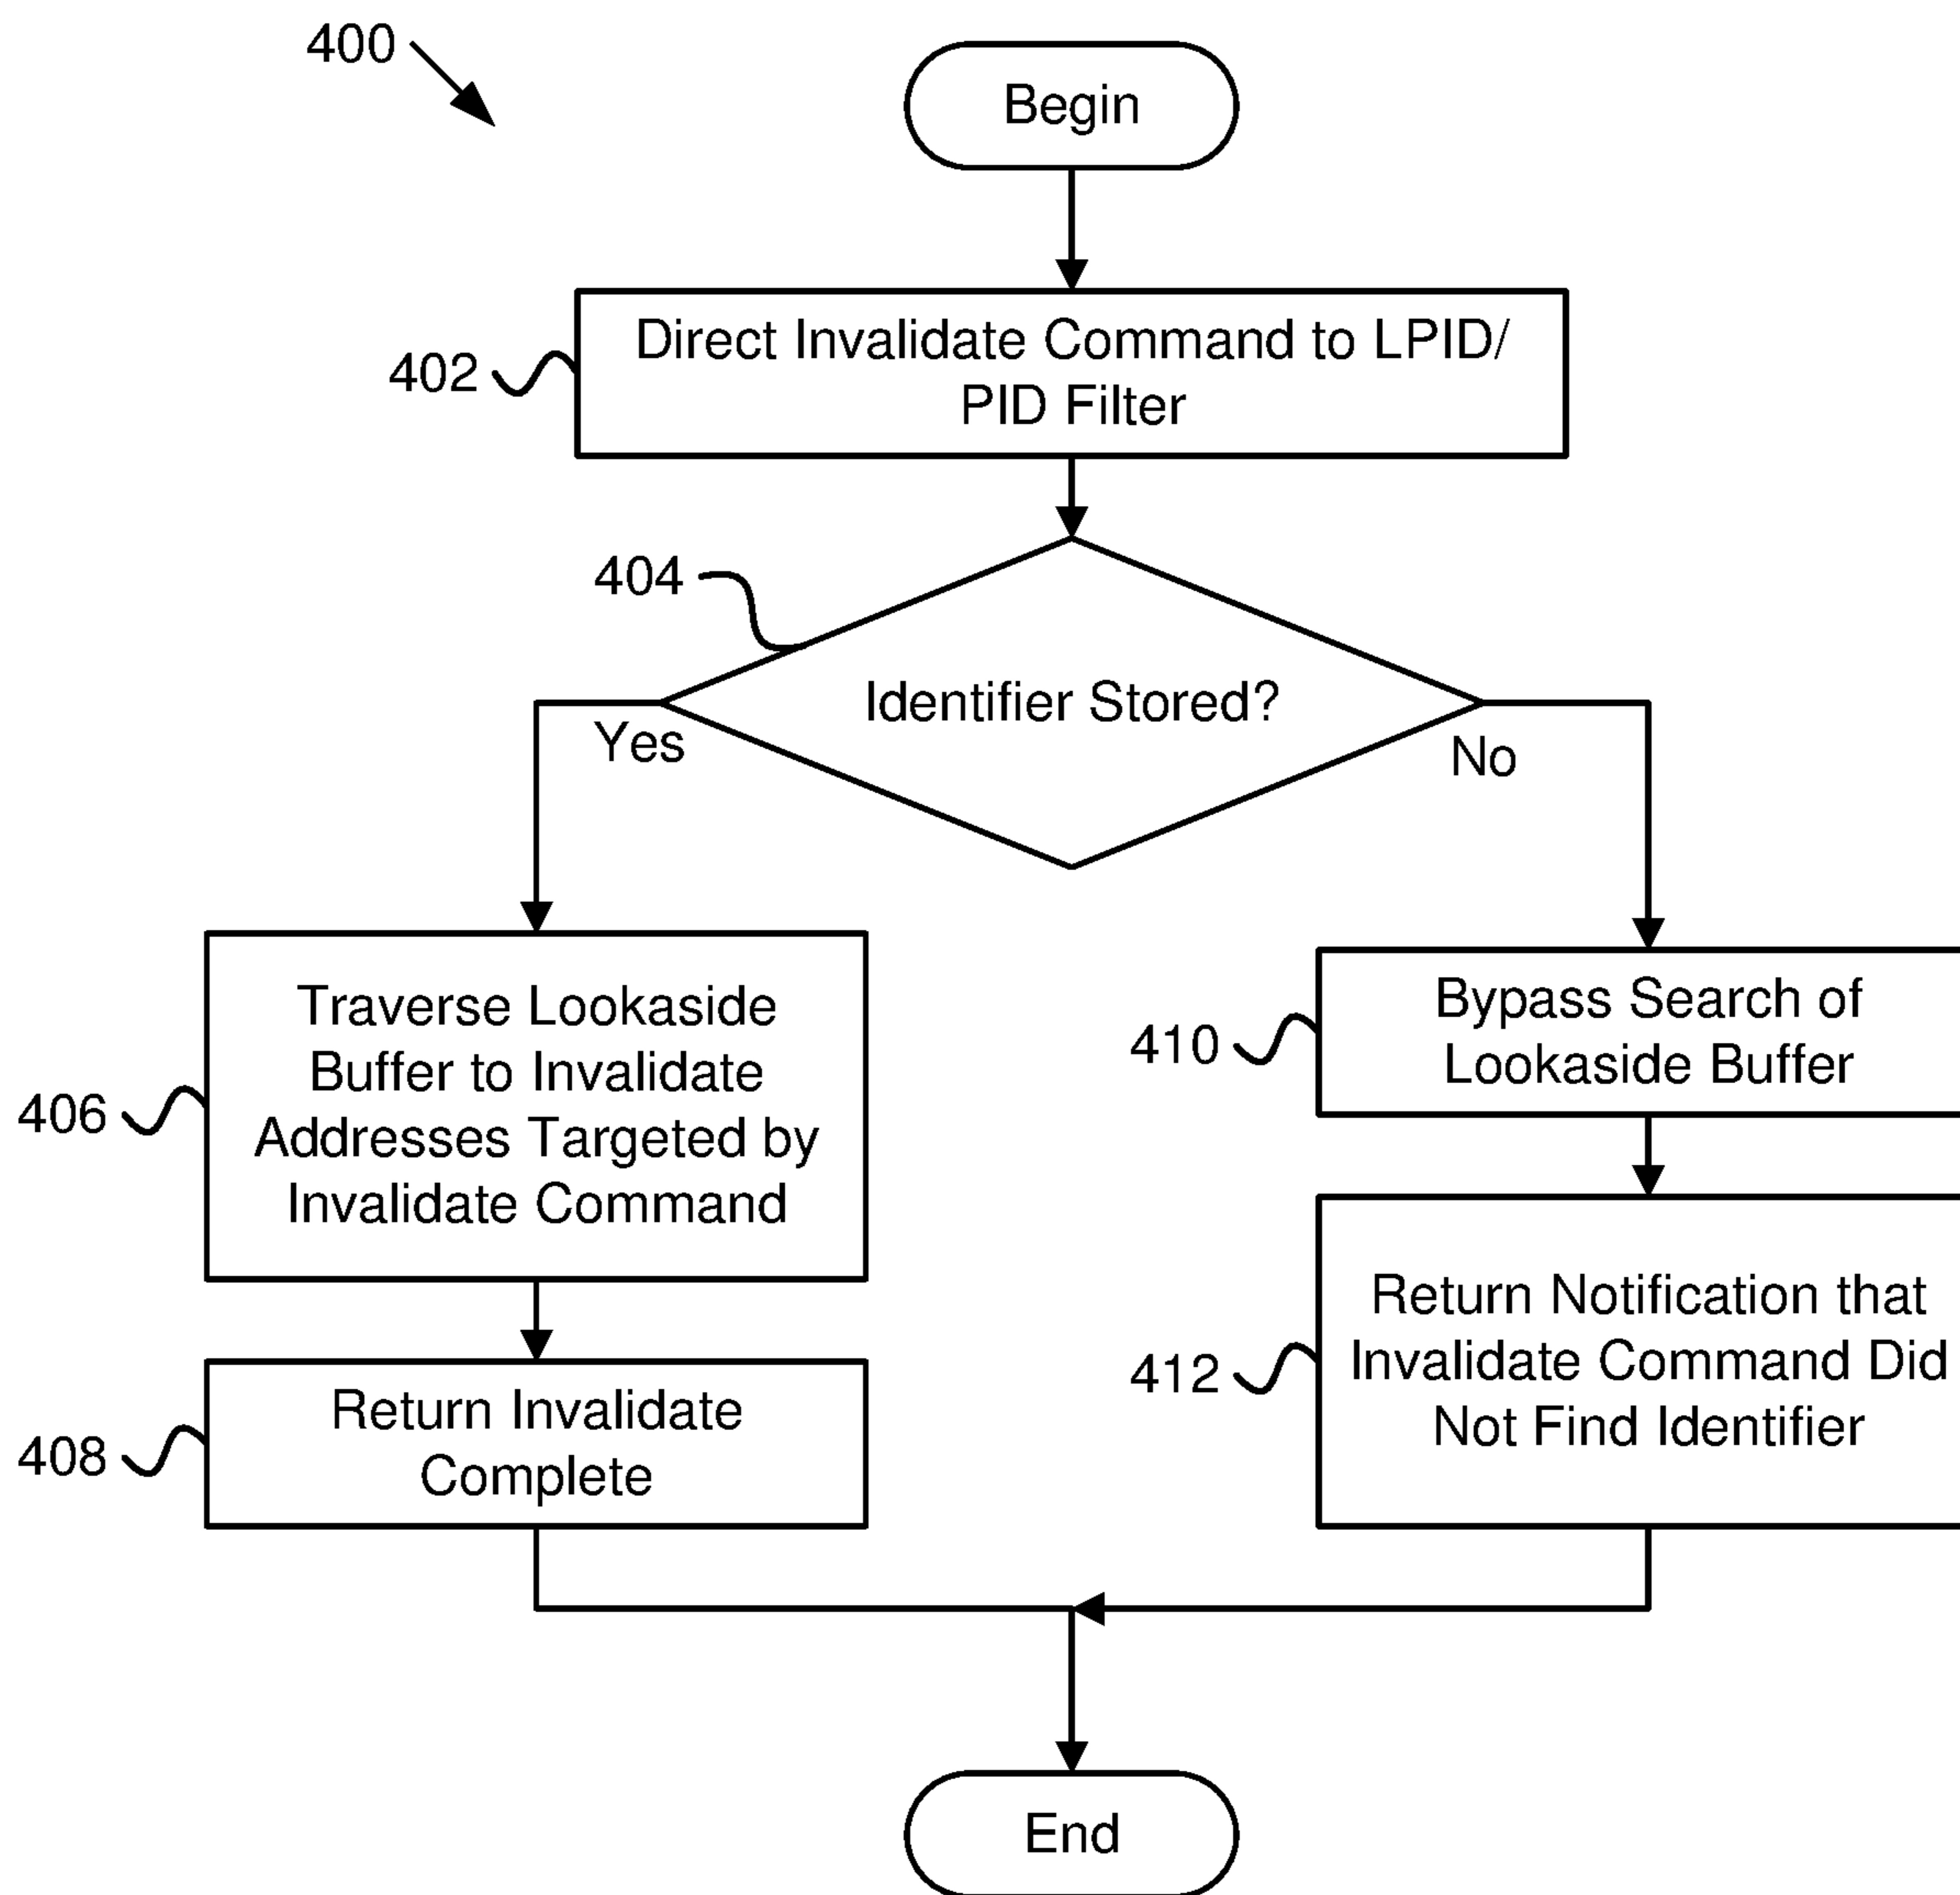 400
Begin
402
Direct Invalidate Command to LPID/
PID Filter
404
Identifier Stored?
Yes
No
406
Traverse Lookaside
Buffer to Invalidate
Addresses Targeted by
Invalidate Command
408
Return Invalidate
Complete
410
Bypass Search of
Lookaside Buffer
412
Return Notification that
Invalidate Command Did
Not Find Identifier
End